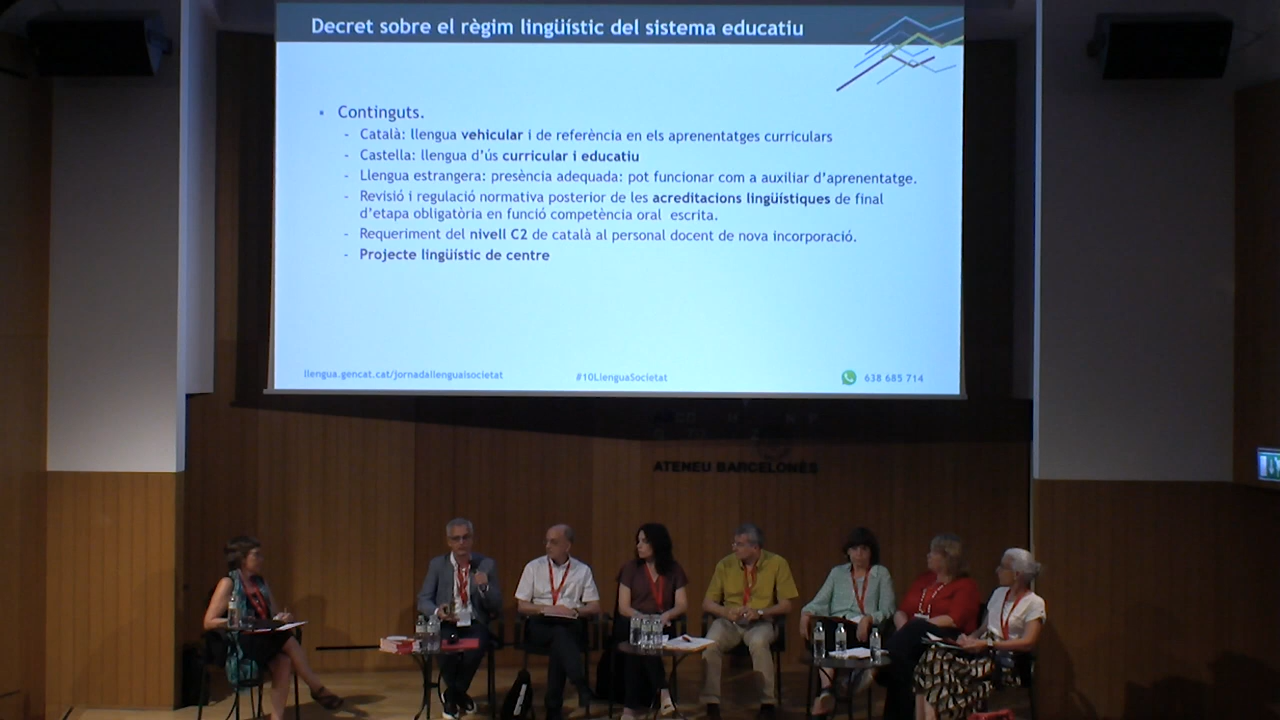 Decret sobre el règim lingüístic del sistema educatiu
▪ Continguts.
- Català: llengua vehicular i de referència en els aprenentatges curriculars
- Castella: llengua d'ús curricular i educatiu
- Llengua estrangera: presència adequada: pot funcionar com a auxiliar d'aprenentatge.
- Revisió i regulació normativa posterior de les acreditacions lingüístiques de final
d'etapa obligatòria en funció competència oral escrita.
- Requeriment del nivell C2 de català al personal docent de nova incorporació.
- Projecte lingüístic de centre
llengua.gencat.cat/jornadallenguaisocietat
#10LlenguaSocietat
638 685 714
ATENEU BARCELONÈS